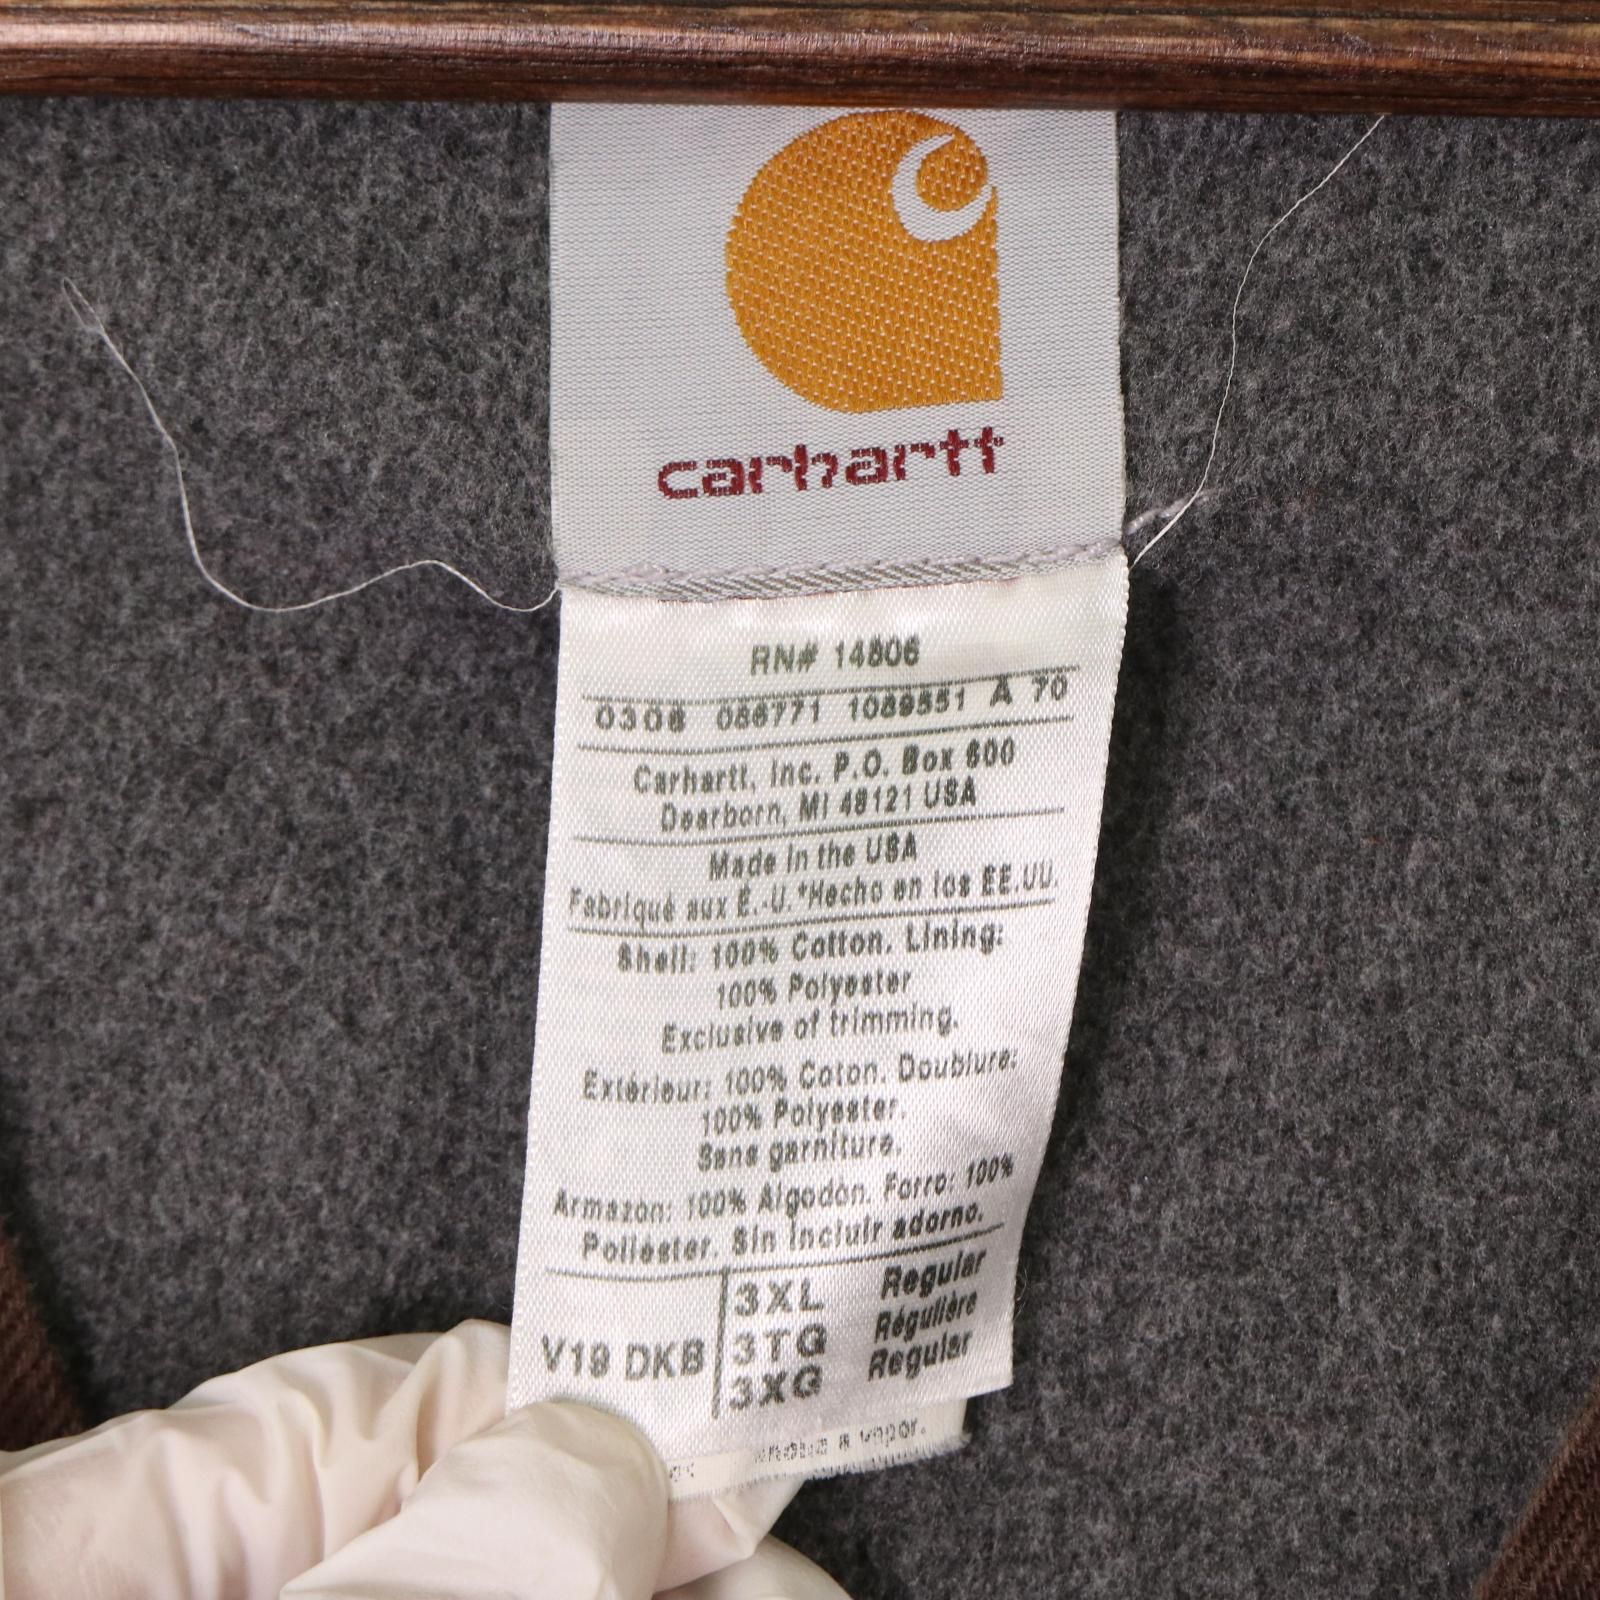 carhartt
RN# 14806
0308 086771 1089551 A 70
Carhartt, Inc. P.O. Box 600
Dearborn, MI 48121 USA
Made in the USA
Fabriqué aux É.-U.*Hecho en los EE.UU.
Shell: 100% Cotton. Lining:
100% Polyester
Exclusive of trimming.
Extérieur: 100% Coton. Doublure:
100% Polyester.
Sans garniture.
Armazón: 100% Algodón. Forro: 100%
Poliester. Sin incluir adorno.
V19 DKB
3XL Regular
3TG Régulière
3XG Regular
a vapor.